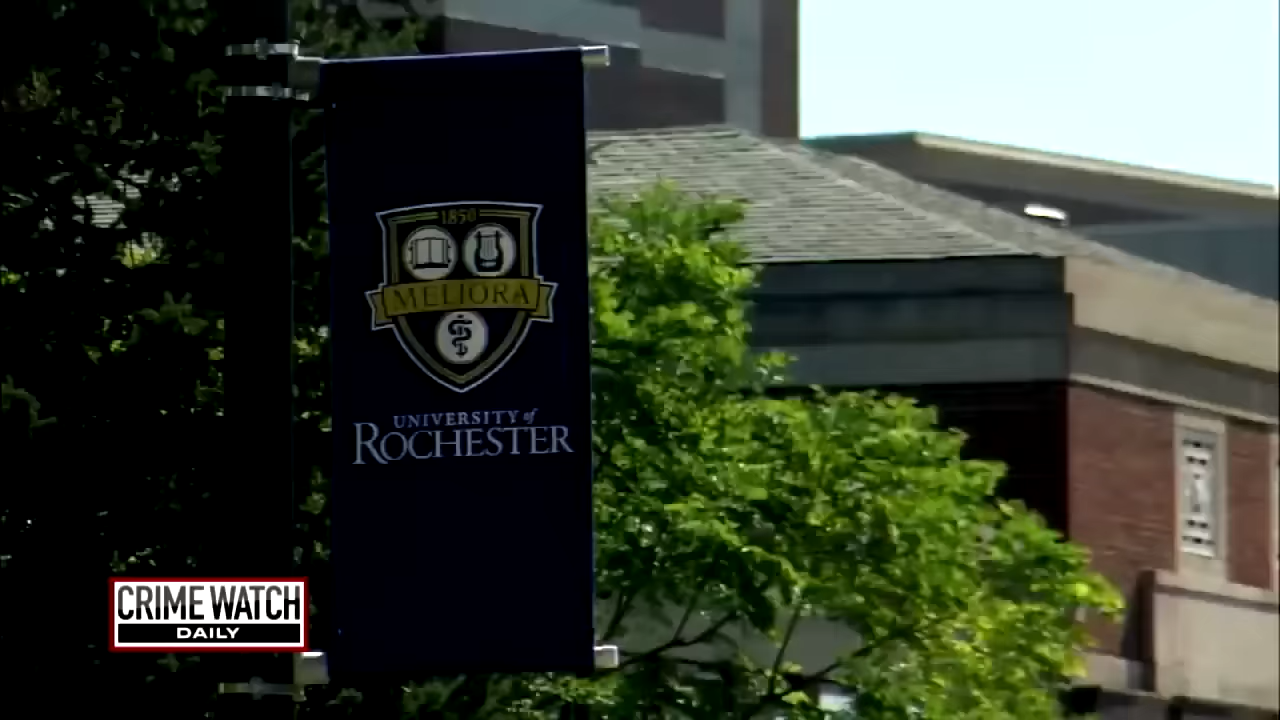 1850
MELIORA
UNIVERSITY of
ROCHESTER
CRIME WATCH
DAILY